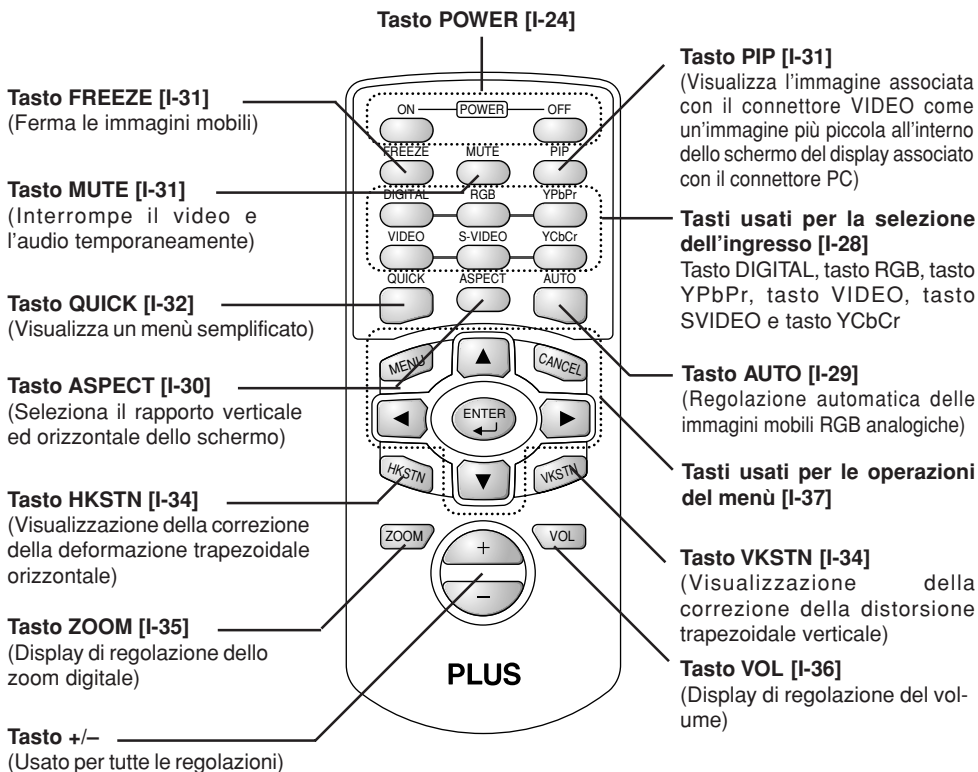 Tasto POWER [I-24]
Tasto FREEZE [I-31]
(Ferma le immagini mobili)
Tasto MUTE [I-31]
(Interrompe il video e
l'audio temporaneamente)
Tasto QUICK [I-32]
(Visualizza un menù semplificato)
Tasto ASPECT [I-30]
(Seleziona il rapporto verticale
ed orizzontale dello schermo)
Tasto HKSTN [I-34]
(Visualizzazione della correzione
della deformazione trapezoidale
orizzontale)
Tasto ZOOM [I-35]
(Display di regolazione dello
zoom digitale)
Tasto +/–
(Usato per tutte le regolazioni)
ON POWER OFF
FREEZE MUTE PIP
DIGITAL RGB YPbPr
VIDEO S-VIDEO YCbCr
QUICK ASPECT AUTO
MENU CANCEL
ENTER
HKSTN VKSTN
ZOOM VOL
+
–
PLUS
Tasto PIP [I-31]
(Visualizza l'immagine associata
con il connettore VIDEO come
un'immagine più piccola all'interno
dello schermo del display associato
con il connettore PC)
Tasti usati per la selezione
dell'ingresso [I-28]
Tasto DIGITAL, tasto RGB, tasto
YPbPr, tasto VIDEO, tasto
SVIDEO e tasto YCbCr
Tasto AUTO [I-29]
(Regolazione automatica delle
immagini mobili RGB analogiche)
Tasti usati per le operazioni
del menù [I-37]
Tasto VKSTN [I-34]
(Visualizzazione della
correzione della distorsione
trapezoidale verticale)
Tasto VOL [I-36]
(Display di regolazione del vol-
ume)